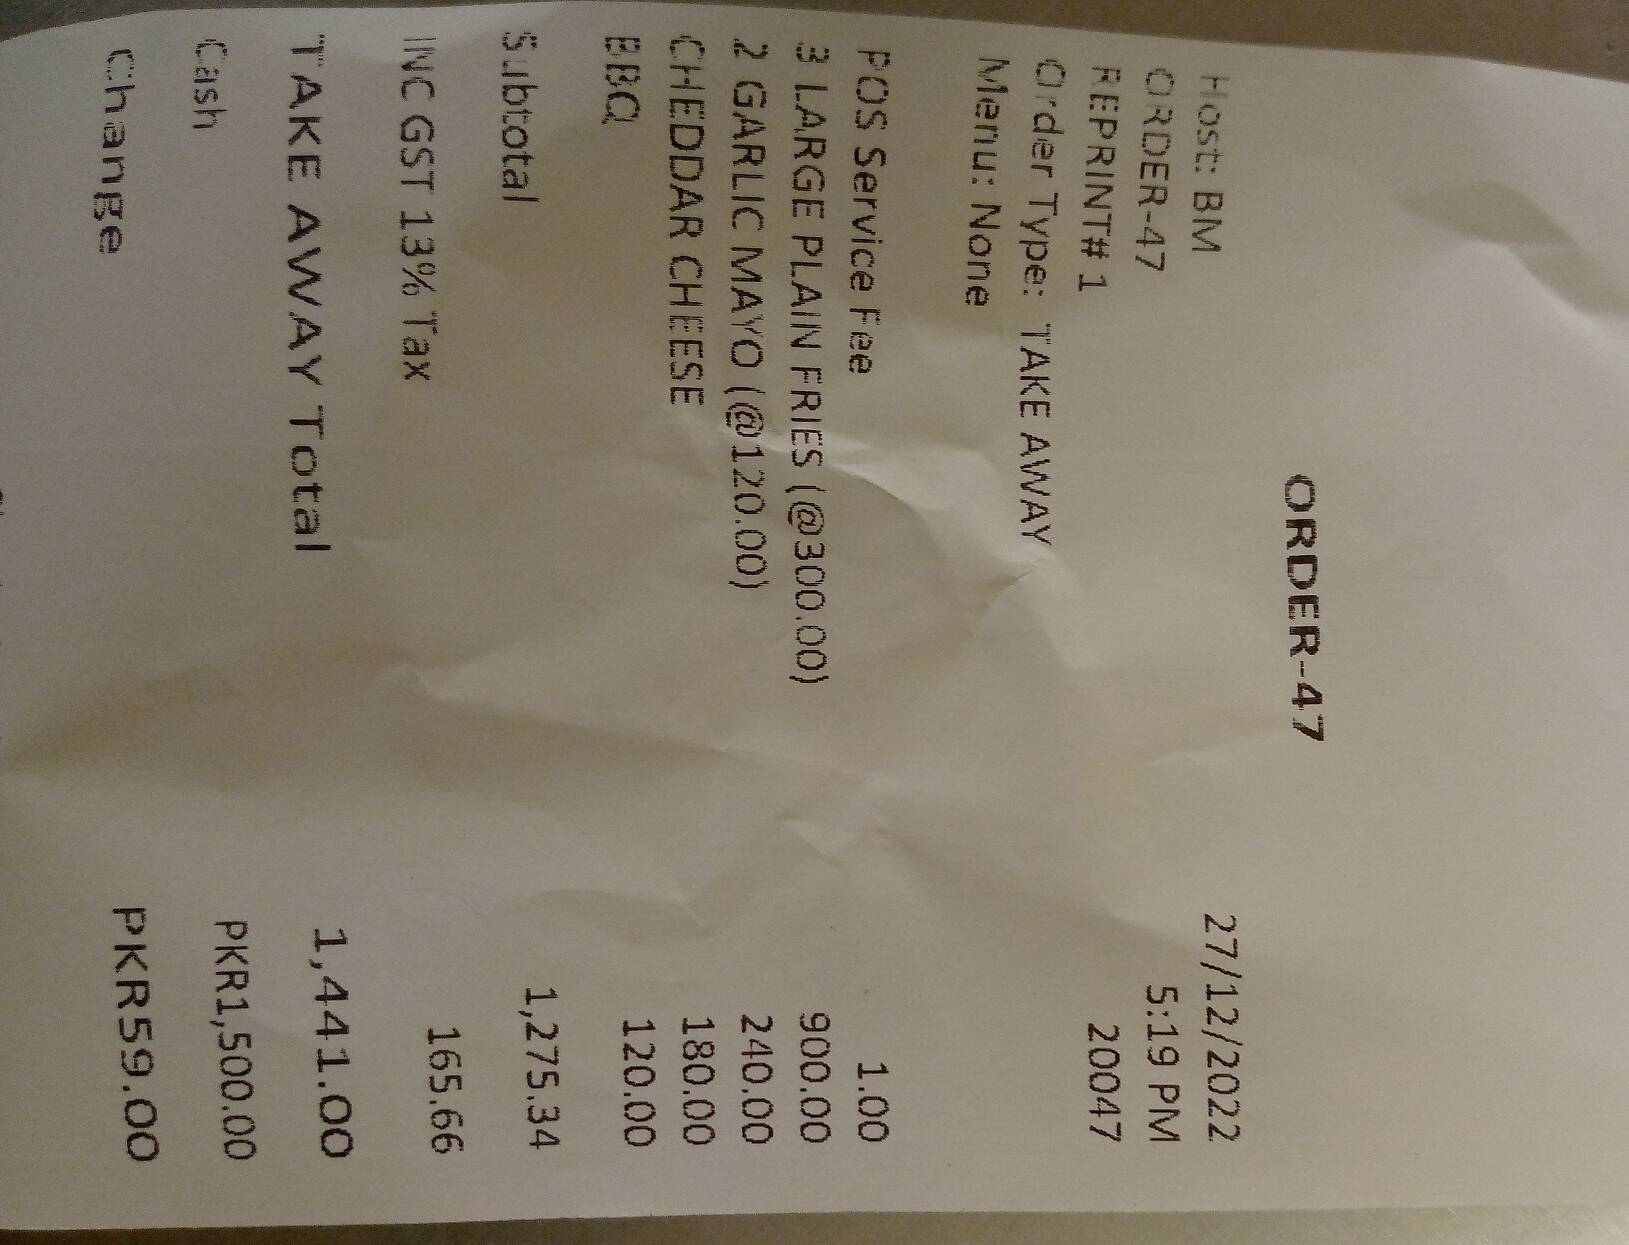 ORDER-47
Host: BM 27/12/2022
ORDER-47 5:19 PM
REPRINT# 1 20047
Order Type: TAKE AWAY
Menu: None
POS Service Fee 1.00
3 LARGE PLAIN FRIES (@300.00) 900.00
2 GARLIC MAYO (@120.00) 240.00
CHEDDAR CHEESE 180.00
BBQ 120.00
Subtotal 1,275.34
INC GST 13% Tax 165.66
TAKE AWAY Total 1,441.00
Cash PKR1,500.00
Change PKR59.00